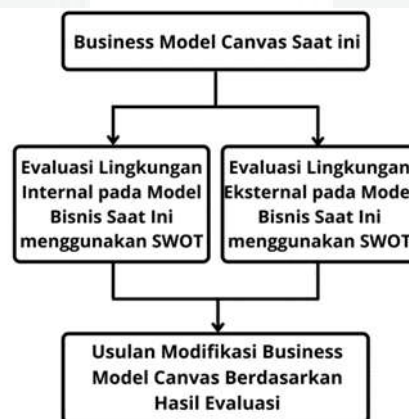 Business Model Canvas Saat ini
Evaluasi Lingkungan
Internal pada Model
Bisnis Saat Ini
menggunakan SWOT
Evaluasi Lingkungan
Eksternal pada Model
Bisnis Saat Ini
menggunakan SWOT
Usulan Modifikasi Business
Model Canvas Berdasarkan
Hasil Evaluasi